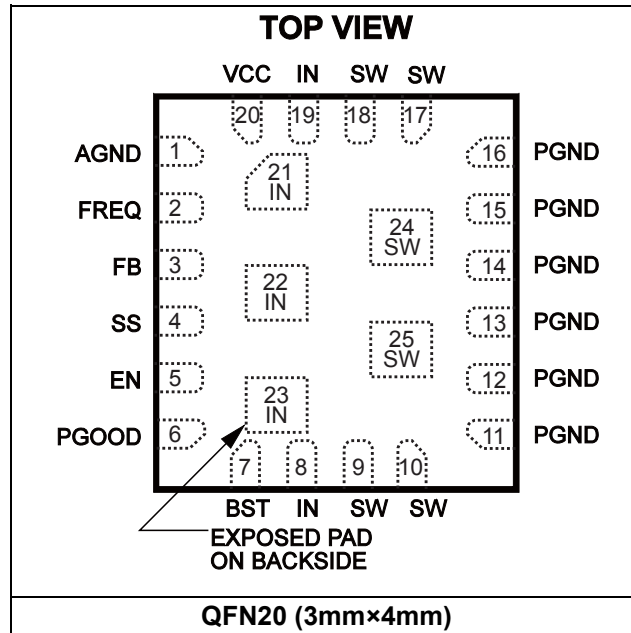 TOP VIEW
VCC IN SW SW
20 19 18 17
AGND 1 16 PGND
21
IN
FREQ 2 15 PGND
24
SW
FB 3 14 PGND
22
IN
SS 4 13 PGND
25
SW
EN 5 12 PGND
23
IN
PGOOD 6 11 PGND
7 8 9 10
BST IN SW SW
EXPOSED PAD
ON BACKSIDE
QFN20 (3mm×4mm)